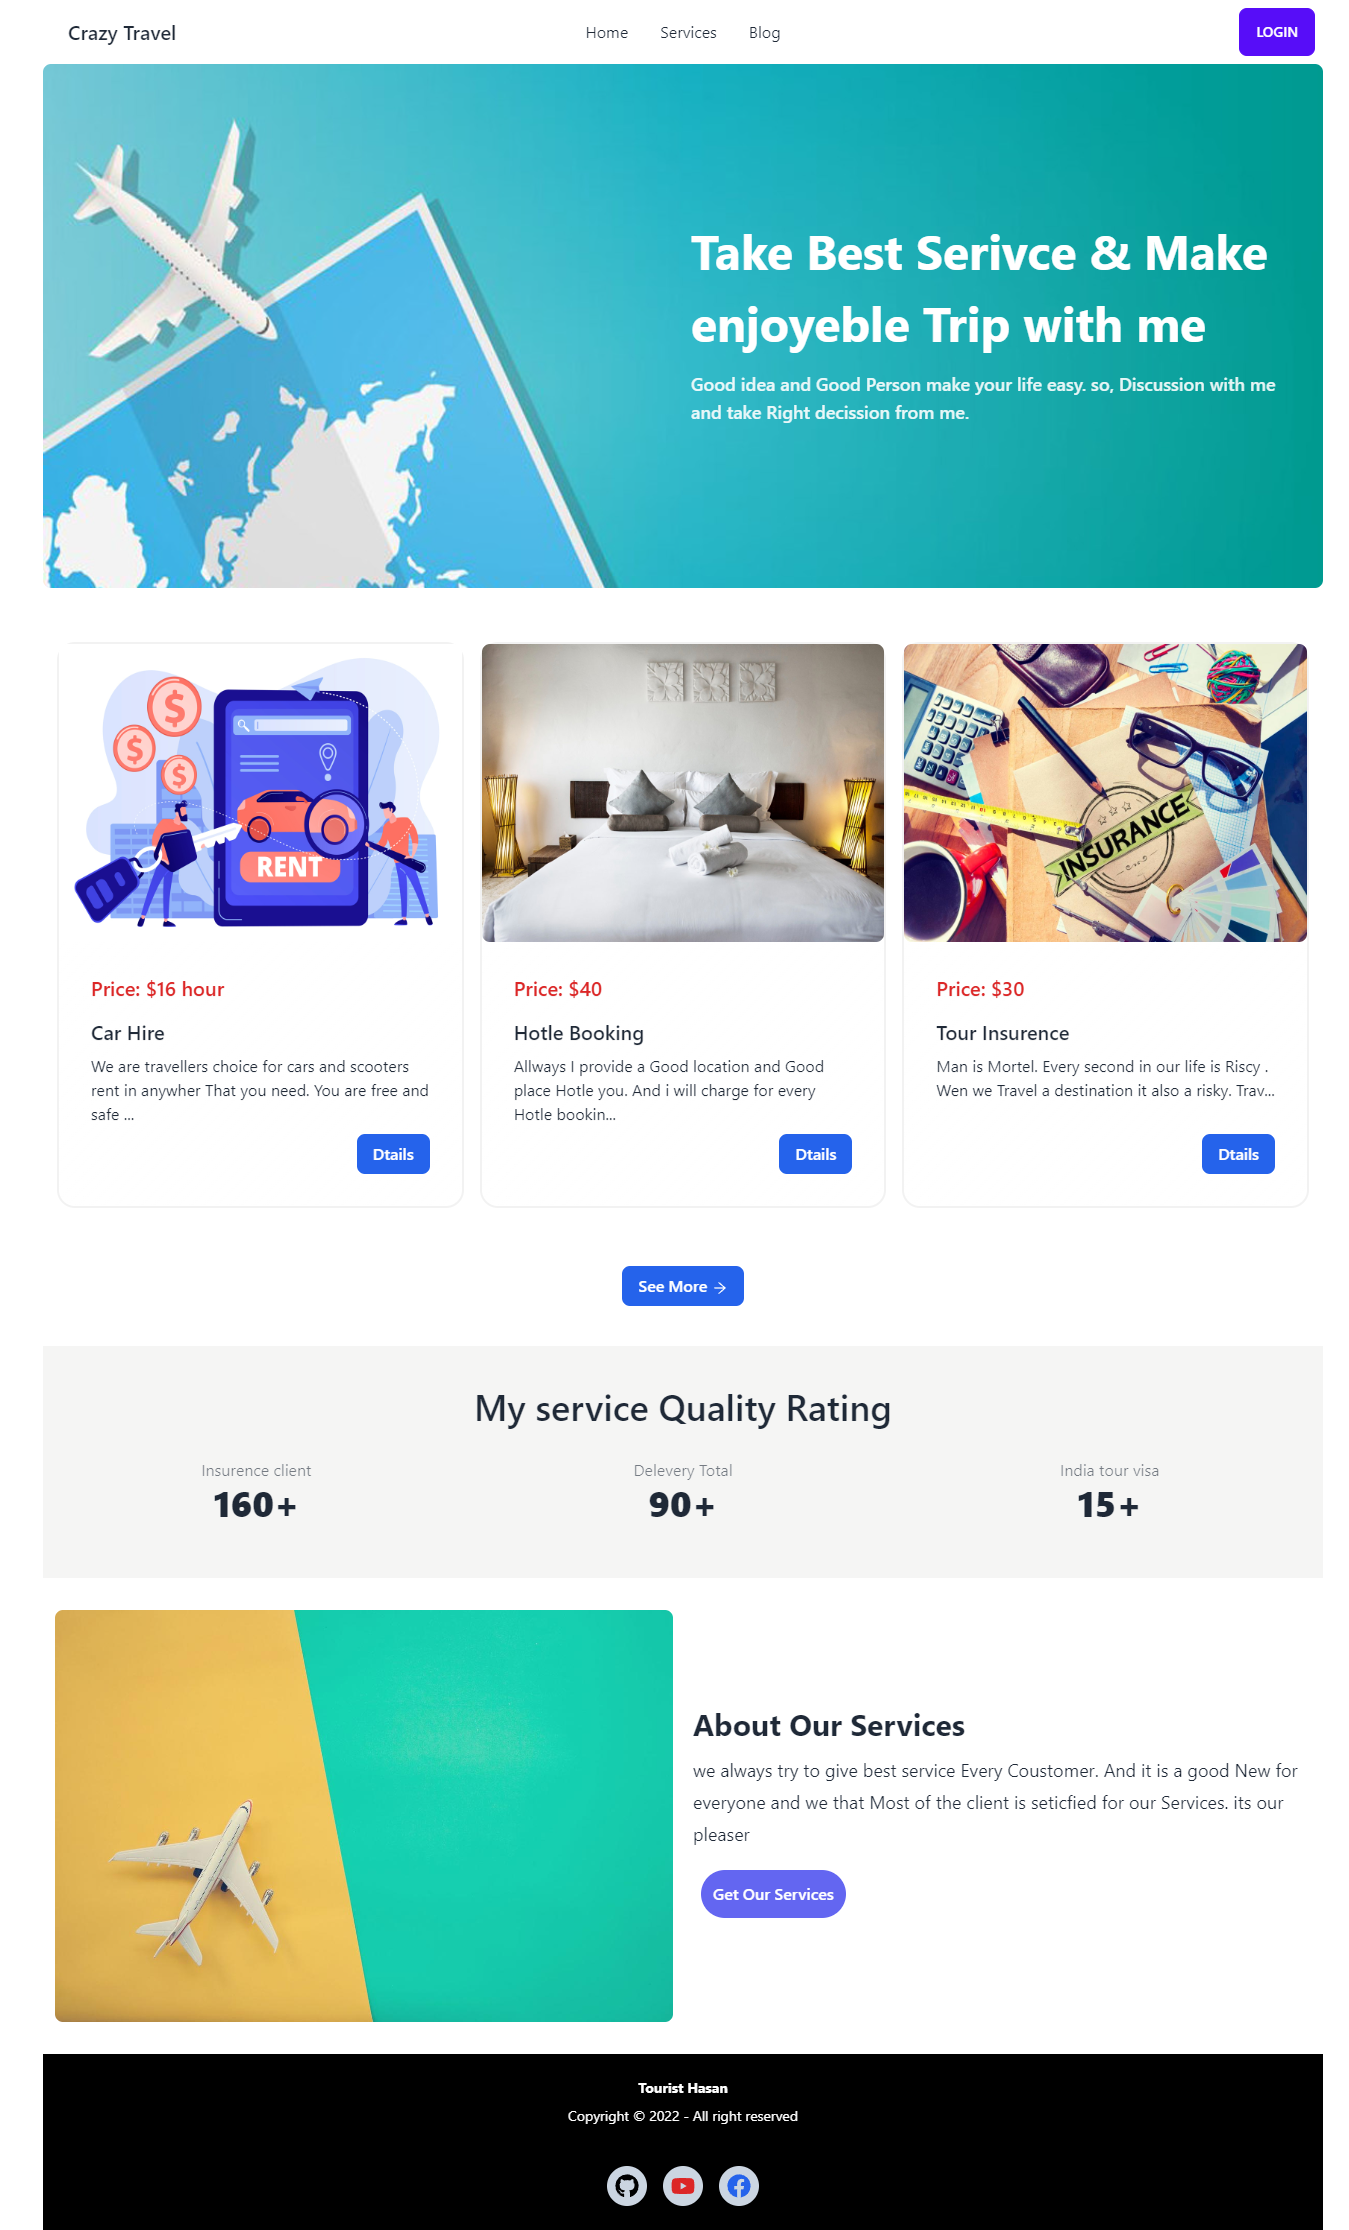 Crazy Travel
Home
Services
Blog
LOGIN
Take Best Serivce & Make
enjoyeble Trip with me
Good idea and Good Person make your life easy. so, Discussion with me
and take Right decission from me.
RENT
INSURANCE
Price: $16 hour
Car Hire
We are travellers choice for cars and scooters
rent in anywher That you need. You are free and
safe ...
Dtails
Price: $40
Hotle Booking
Allways I provide a Good location and Good
place Hotle you. And i will charge for every
Hotle bookin...
Dtails
Price: $30
Tour Insurence
Man is Mortel. Every second in our life is Riscy .
Wen we Travel a destination it also a risky. Trav...
Dtails
See More →
My service Quality Rating
Insurence client
160+
Delevery Total
90+
India tour visa
15+
About Our Services
we always try to give best service Every Coustomer. And it is a good New for
everyone and we that Most of the client is seticfied for our Services. its our
pleaser
Get Our Services
Tourist Hasan
Copyright © 2022 - All right reserved